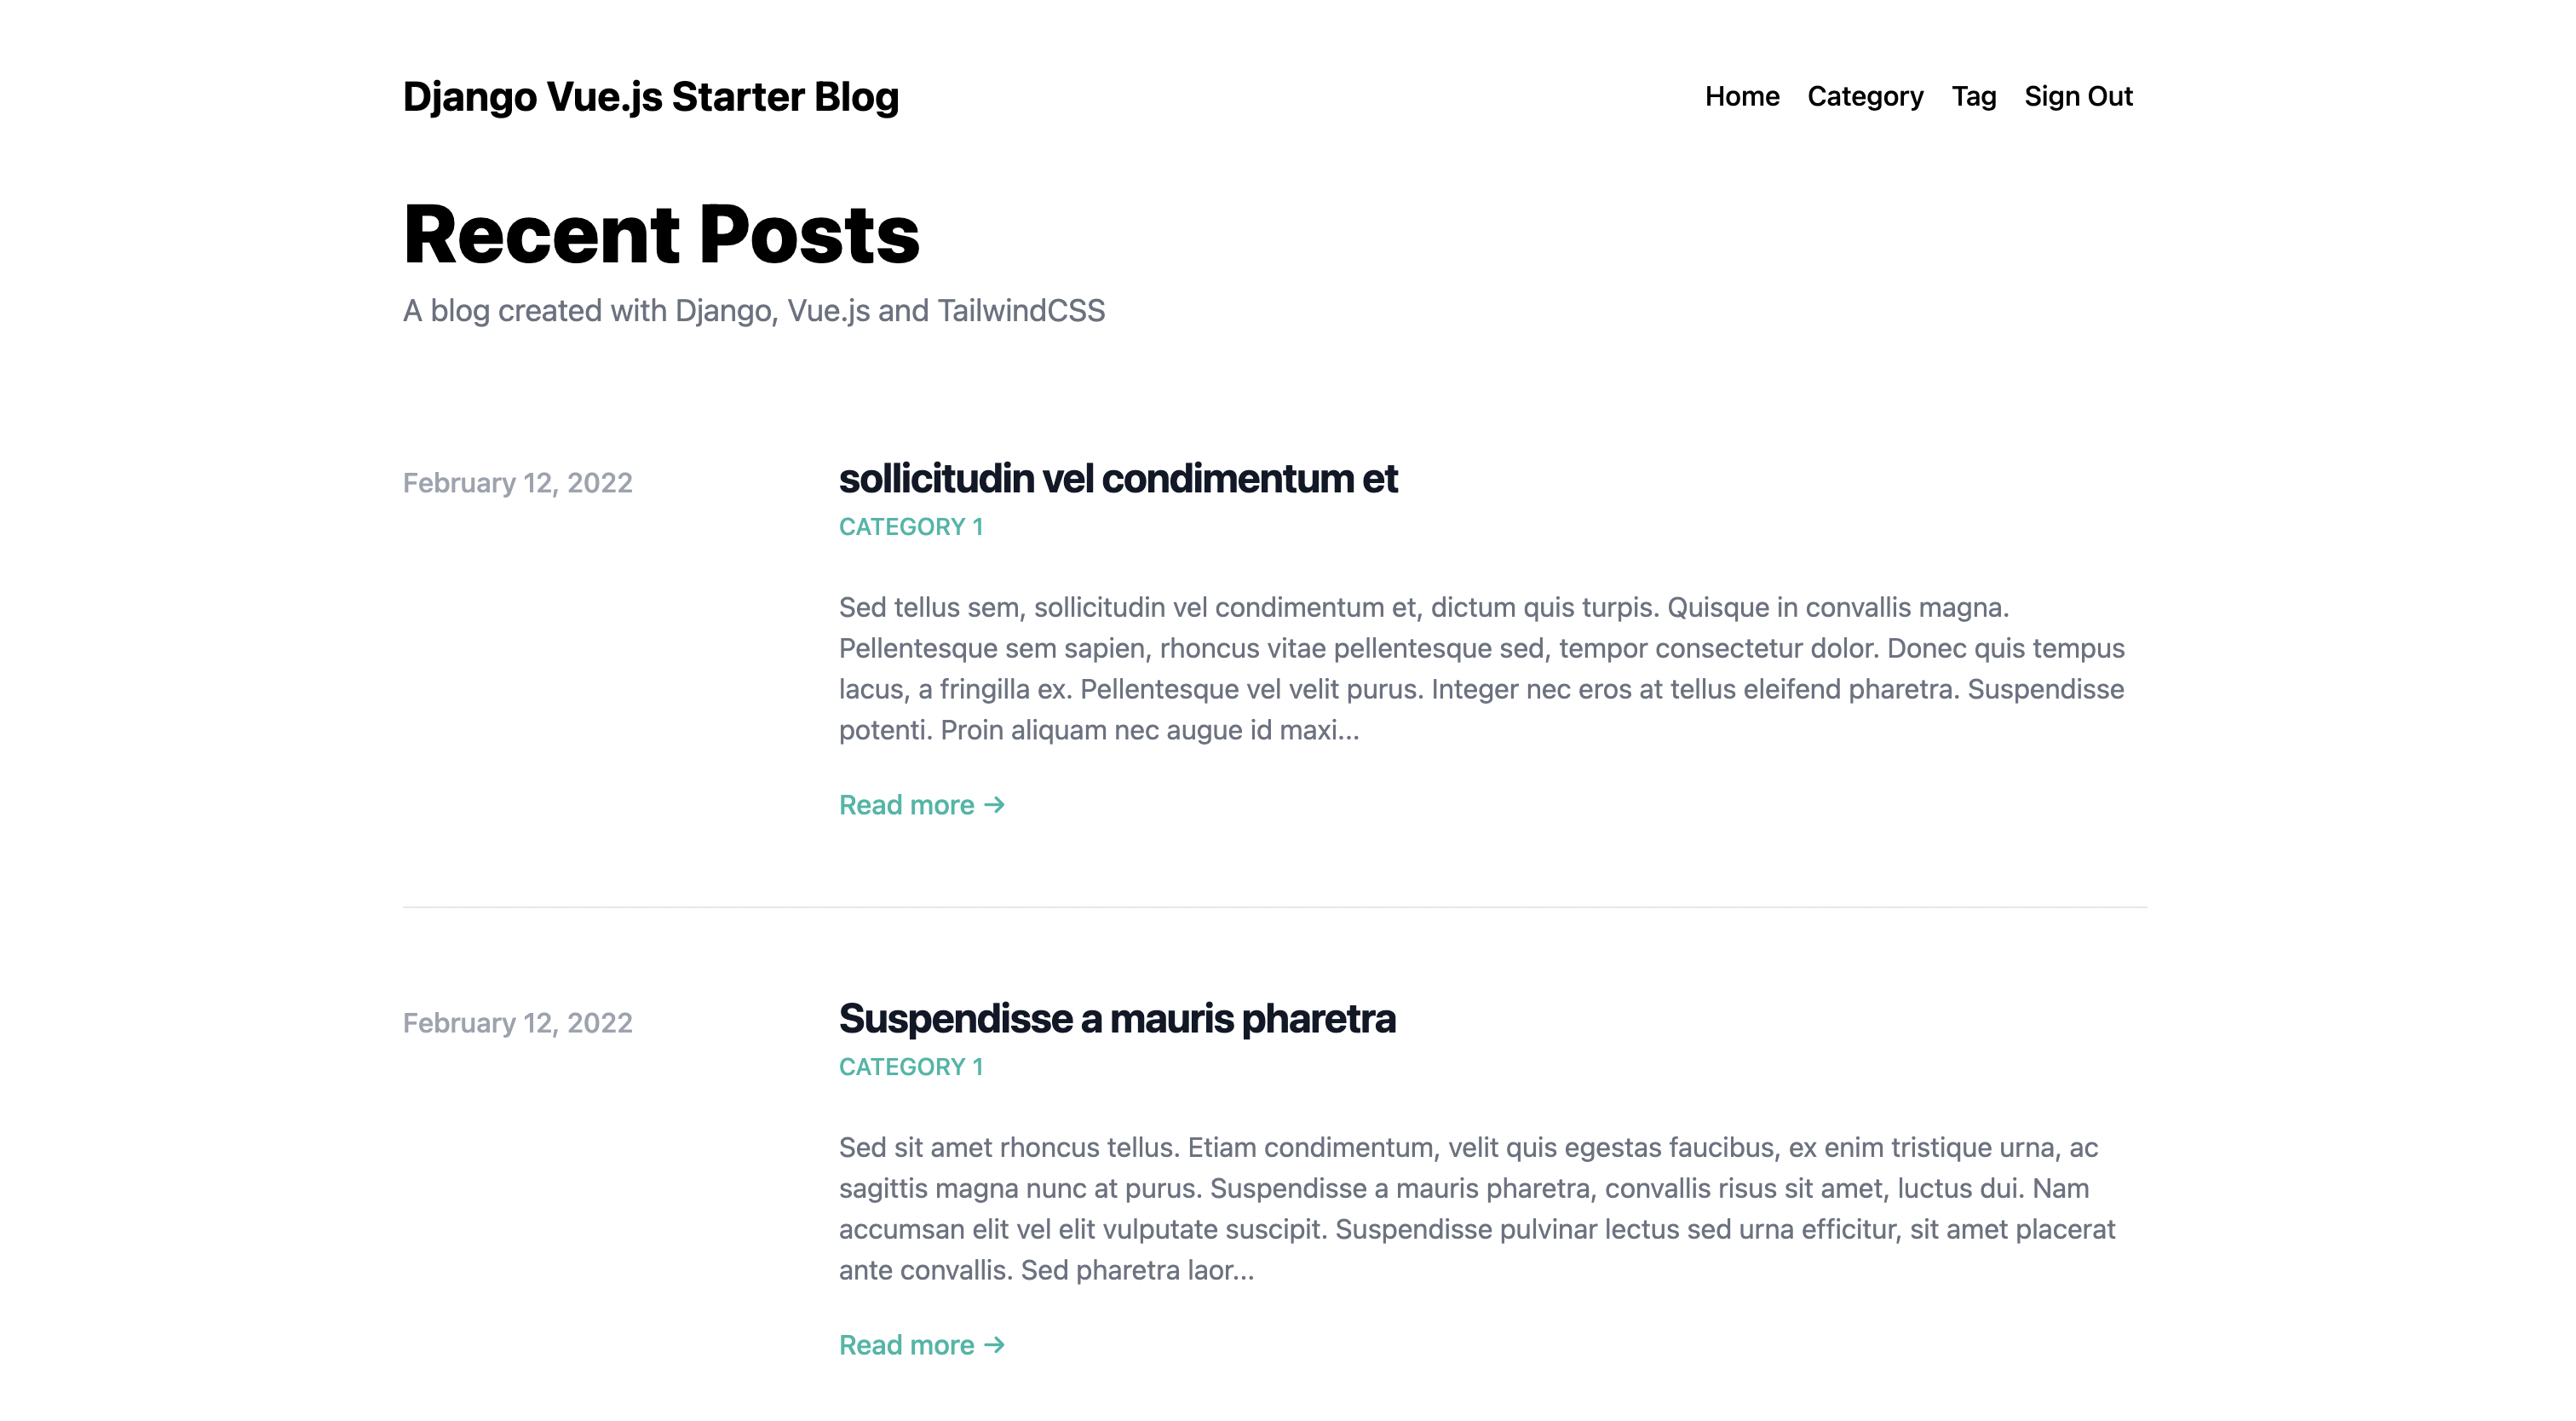 Django Vue.js Starter Blog
Home Category Tag Sign Out
Recent Posts
A blog created with Django, Vue.js and TailwindCSS
February 12, 2022
sollicitudin vel condimentum et
CATEGORY 1
Sed tellus sem, sollicitudin vel condimentum et, dictum quis turpis. Quisque in convallis magna.
Pellentesque sem sapien, rhoncus vitae pellentesque sed, tempor consectetur dolor. Donec quis tempus
lacus, a fringilla ex. Pellentesque vel velit purus. Integer nec eros at tellus eleifend pharetra. Suspendisse
potenti. Proin aliquam nec augue id maxi...
Read more →
February 12, 2022
Suspendisse a mauris pharetra
CATEGORY 1
Sed sit amet rhoncus tellus. Etiam condimentum, velit quis egestas faucibus, ex enim tristique urna, ac
sagittis magna nunc at purus. Suspendisse a mauris pharetra, convallis risus sit amet, luctus dui. Nam
accumsan elit vel elit vulputate suscipit. Suspendisse pulvinar lectus sed urna efficitur, sit amet placerat
ante convallis. Sed pharetra laor...
Read more →